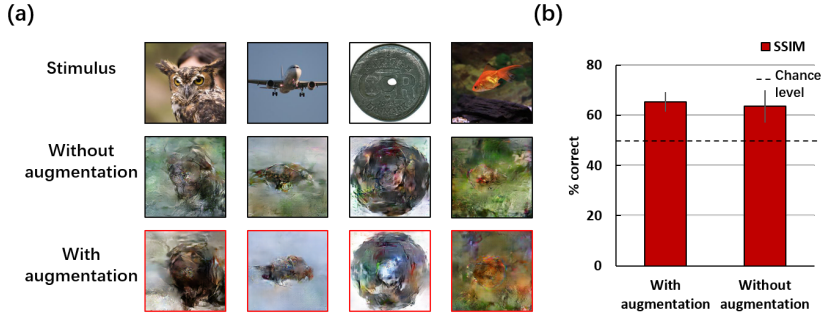 (a)
Stimulus
Without
augmentation
With
augmentation
(b)
SSIM
Chance
level
80
60
40
20
0
% correct
With
augmentation
Without
augmentation